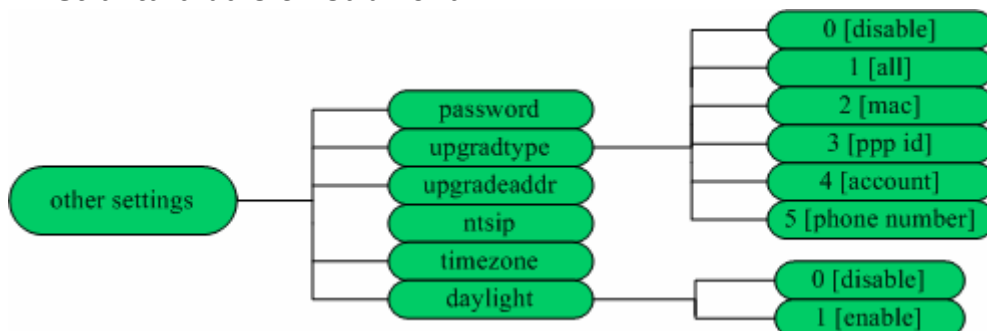 other settings
password
upgradtype
upgradeaddr
ntsip
timezone
daylight
0 [disable]
1 [all]
2 [mac]
3 [ppp id]
4 [account]
5 [phone number]
0 [disable]
1 [enable]